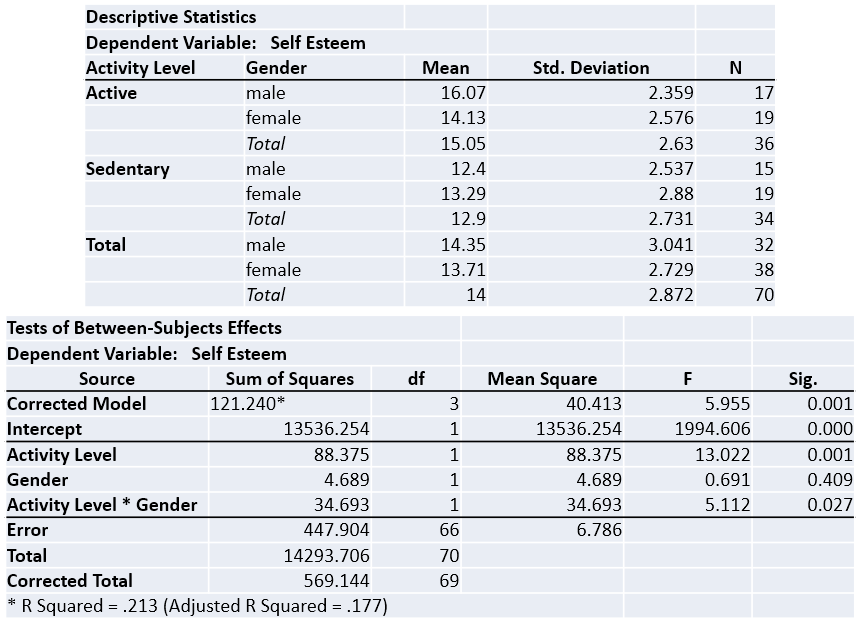 Descriptive Statistics
Dependent Variable: Self Esteem
Activity Level Gender Mean Std. Deviation N
Active male 16.07 2.359 17
female 14.13 2.576 19
Total 15.05 2.63 36
Sedentary male 12.4 2.537 15
female 13.29 2.88 19
Total 12.9 2.731 34
Total male 14.35 3.041 32
female 13.71 2.729 38
Total 14 2.872 70
Tests of Between-Subjects Effects
Dependent Variable: Self Esteem
Source Sum of Squares df Mean Square F Sig.
Corrected Model 121.240* 3 40.413 5.955 0.001
Intercept 13536.254 1 13536.254 1994.606 0.000
Activity Level 88.375 1 88.375 13.022 0.001
Gender 4.689 1 4.689 0.691 0.409
Activity Level * Gender 34.693 1 34.693 5.112 0.027
Error 447.904 66 6.786
Total 14293.706 70
Corrected Total 569.144 69
* R Squared = .213 (Adjusted R Squared = .177)